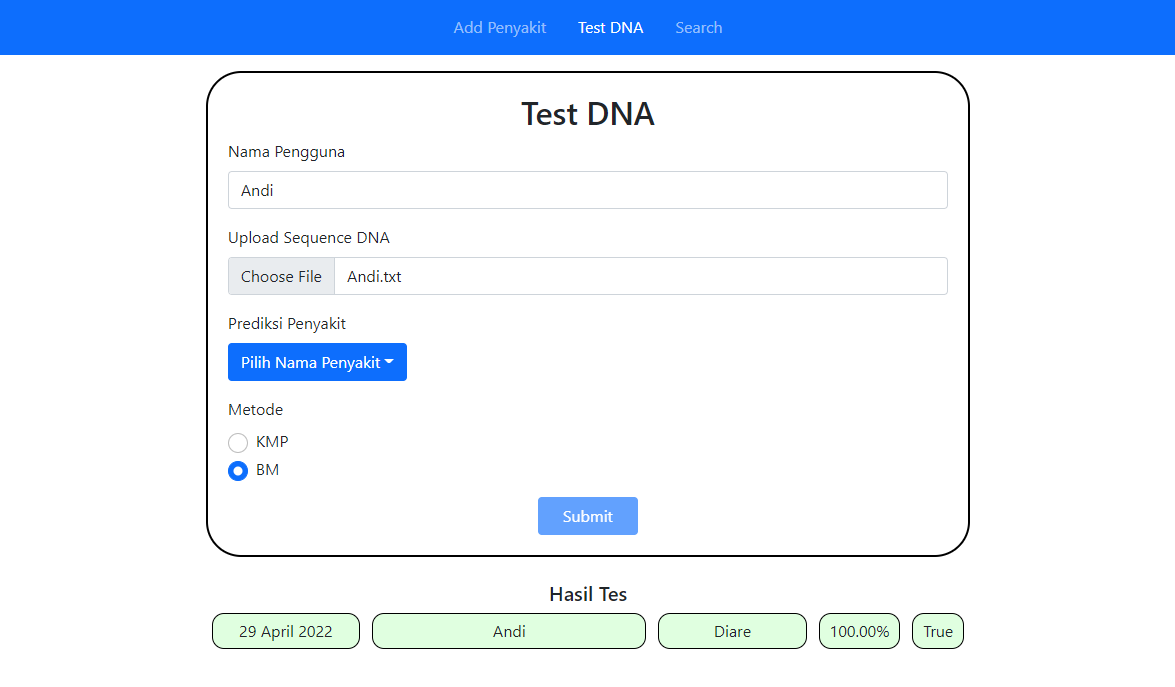 Add Penyakit Test DNA Search
Test DNA
Nama Pengguna
Andi
Upload Sequence DNA
Choose File Andi.txt
Prediksi Penyakit
Pilih Nama Penyakit
Metode
KMP
BM
Submit
Hasil Tes
29 April 2022 Andi Diare 100.00% True